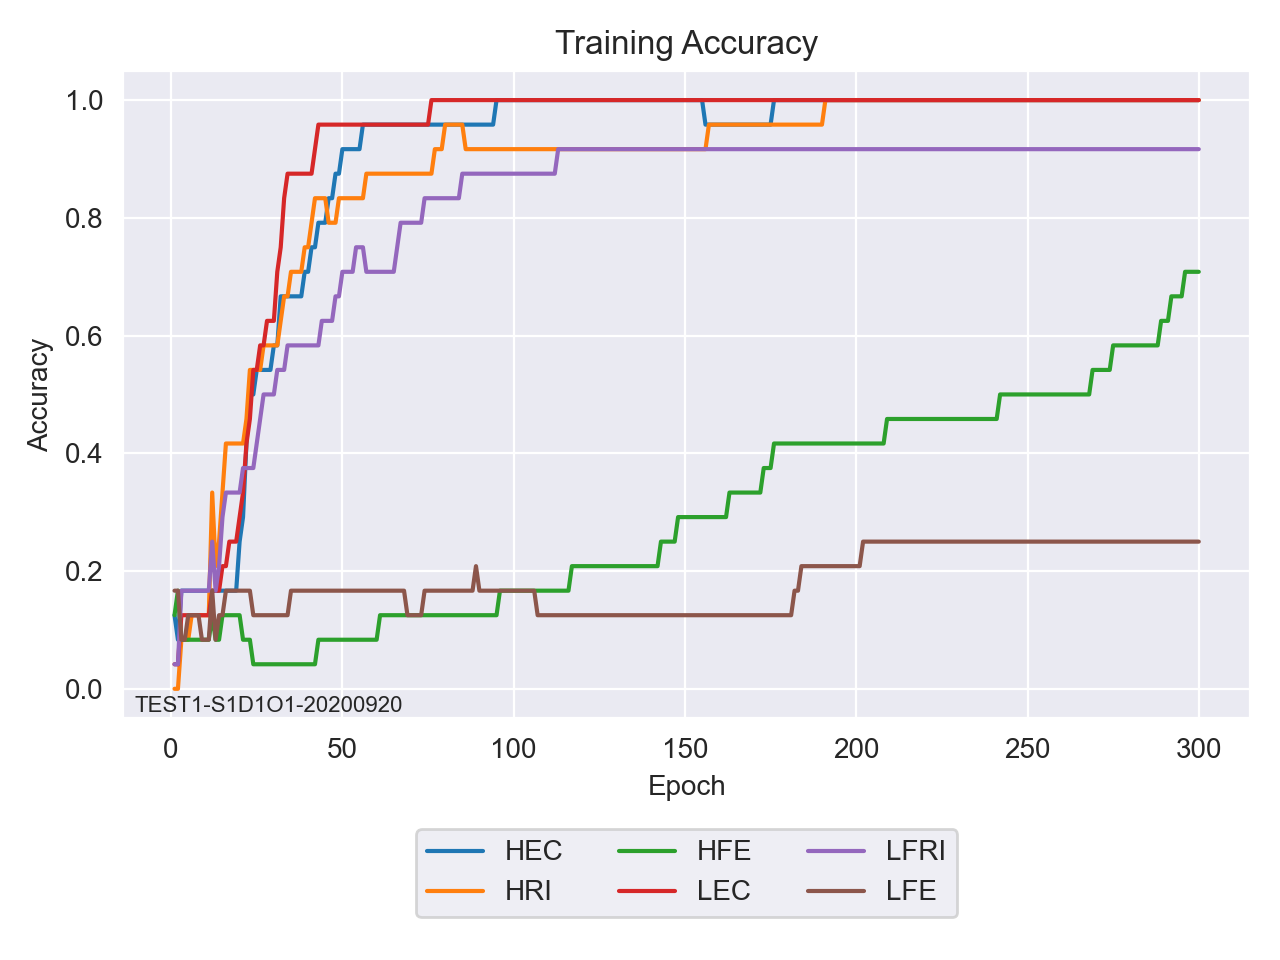 Training Accuracy
1.0
0.8
0.6
0.4
0.2
0.0
Accuracy
TEST1-S1D1O1-20200920
0 50 100 150 200 250 300
Epoch
HEC HFE LFRI
HRI LEC LFE